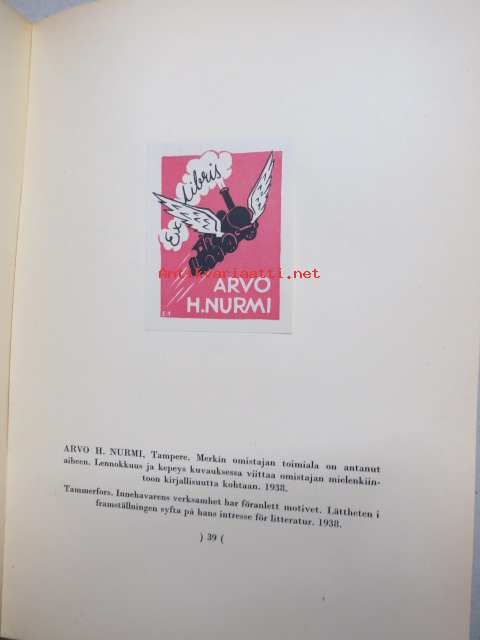 Ex Libris
Antikvariaatti.net
ARVO
H. NURMI
ARVO H. NURMI, Tampere. Merkin omistajan toimiala on antanut
aiheen. Lennokkuus ja kepeys kuvauksessa viittaa omistajan mielenkiin-
toon kirjallisuutta kohtaan. 1938.
Tammerfors. Innehavarens verksamhet har föranlett motivet. Lättheten i
framställningen syfta på hans intresse för litteratur. 1938.
) 39 (